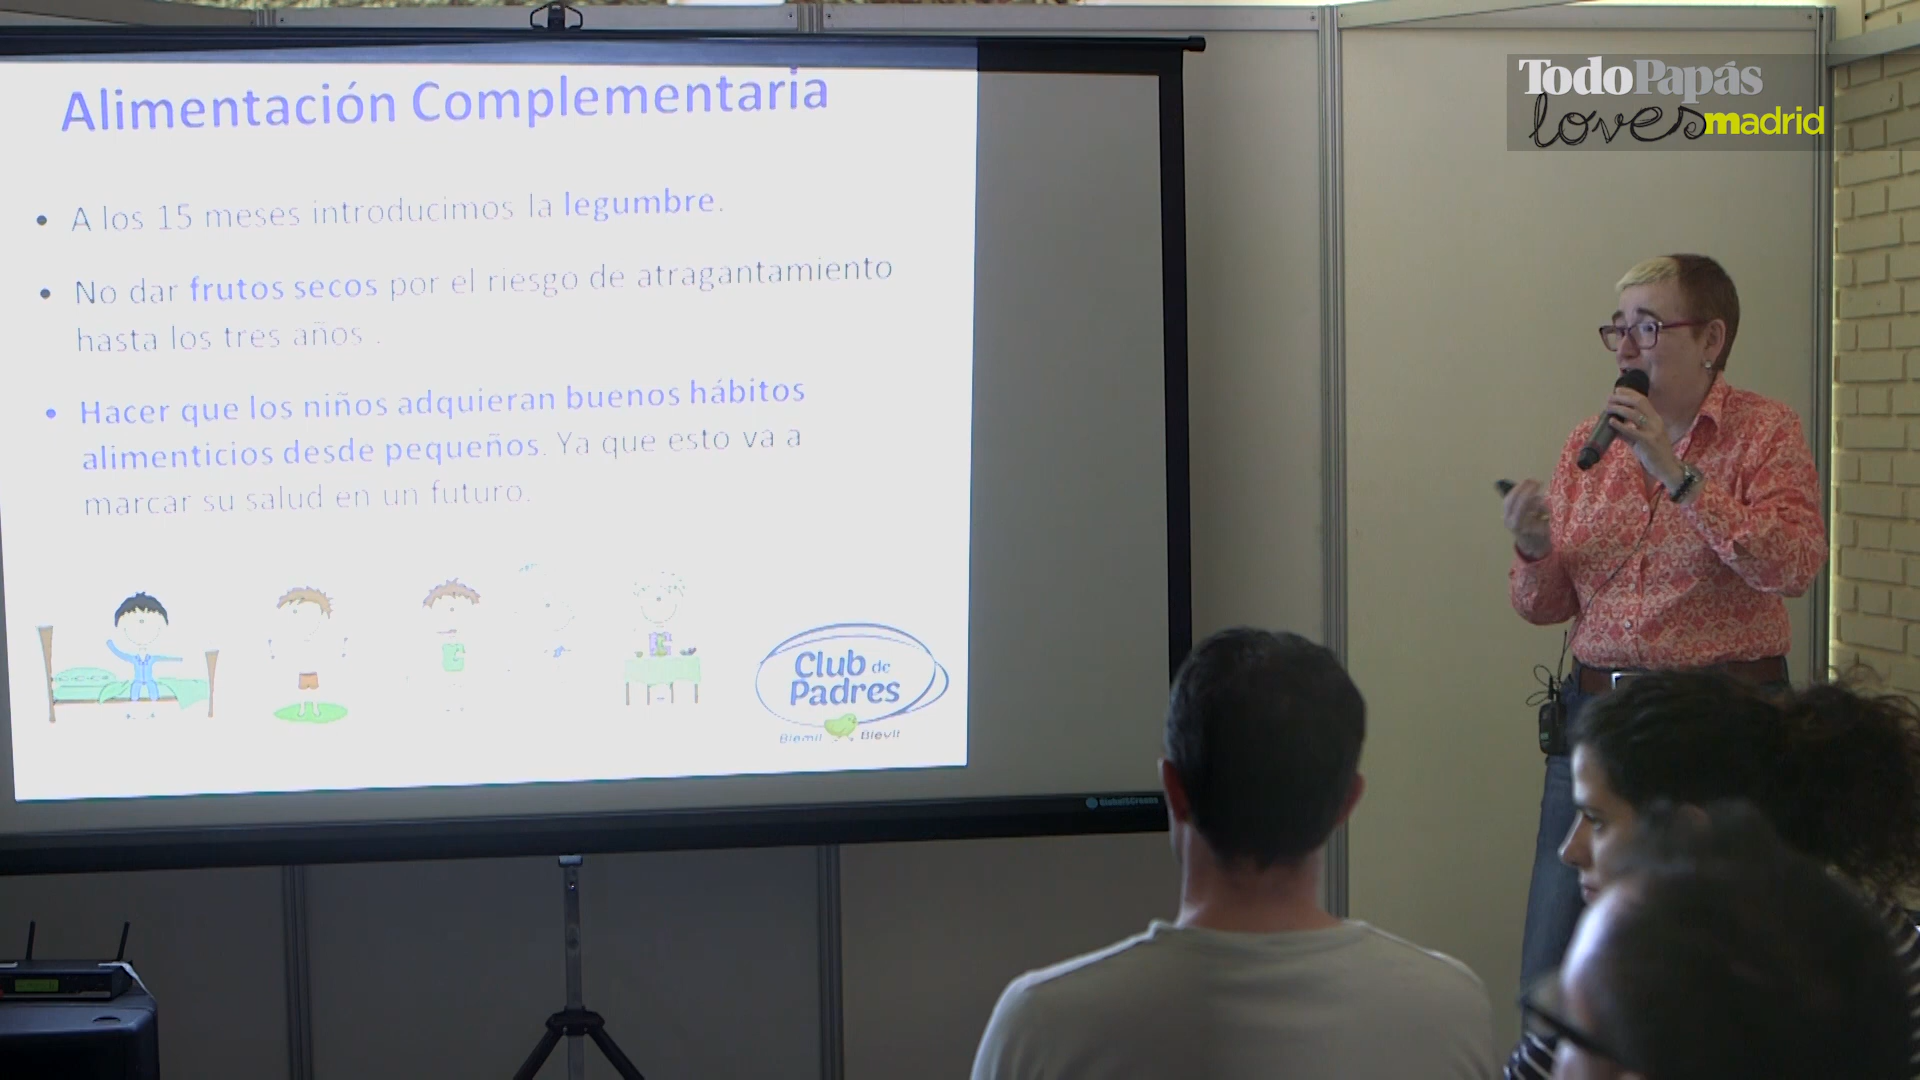 Alimentación Complementaria
• A los 15 meses introducimos la legumbre.
• No dar frutos secos por el riesgo de atragantamiento
hasta los tres años .
• Hacer que los niños adquieran buenos hábitos
alimenticios desde pequeños. Ya que esto va a
marcar su salud en un futuro.
Club de
Padres
Blemil Blevit
TodoPapás
loves madrid